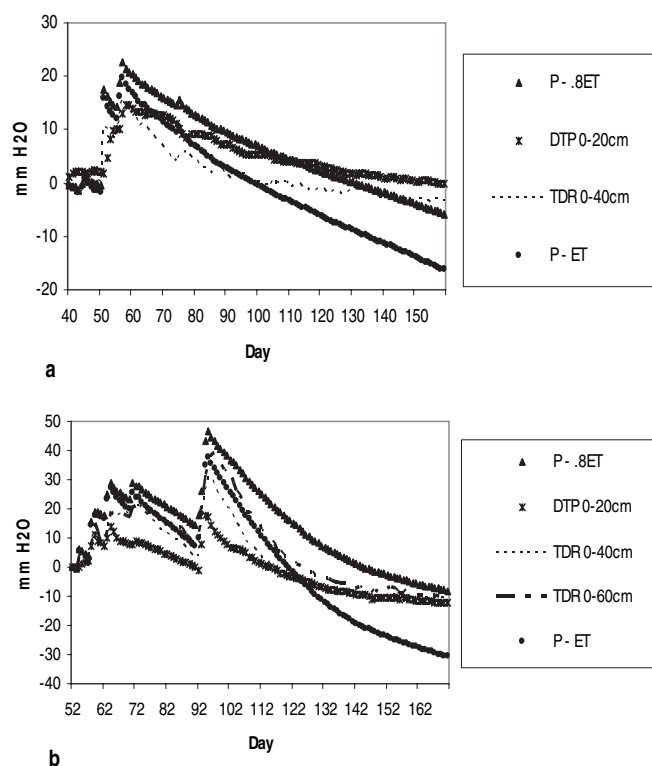 30
20
10
0
-10
-20
mm H2O
40 50 60 70 80 90 100 110 120 130 140 150
Day
P - .8ET
DTP 0-20cm
TDR 0-40cm
P - ET
a
50
40
30
20
10
0
-10
-20
-30
-40
mm H2O
52 62 72 82 92 102 112 122 132 142 152 162
Day
P - .8ET
DTP 0-20cm
TDR 0-40cm
TDR 0-60cm
P - ET
b